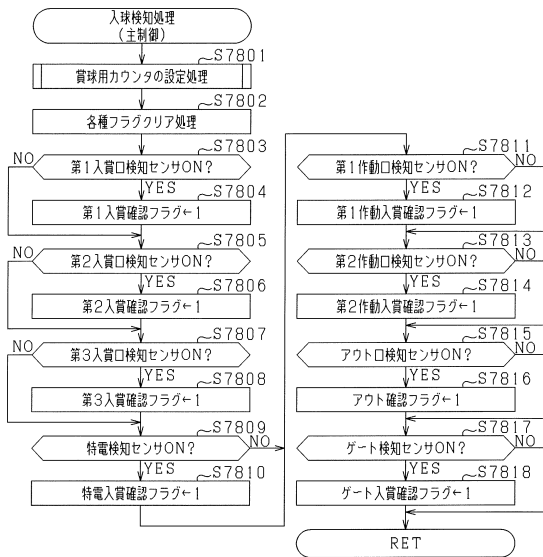 入球検知処理
(主制御)
S7801
賞球用カウンタの設定処理
S7802
各種フラグクリア処理
S7803
第1入賞口検知センサON?
NO
YES
S7804
第1入賞確認フラグ←1
S7805
第2入賞口検知センサON?
NO
YES
S7806
第2入賞確認フラグ←1
S7807
第3入賞口検知センサON?
NO
YES
S7808
第3入賞確認フラグ←1
S7809
特電検知センサON?
NO
YES
S7810
特電入賞確認フラグ←1
S7811
第1作動口検知センサON?
NO
YES
S7812
第1作動入賞確認フラグ←1
S7813
第2作動口検知センサON?
NO
YES
S7814
第2作動入賞確認フラグ←1
S7815
アウト口検知センサON?
NO
YES
S7816
アウト確認フラグ←1
S7817
ゲート検知センサON?
NO
YES
S7818
ゲート入賞確認フラグ←1
RET